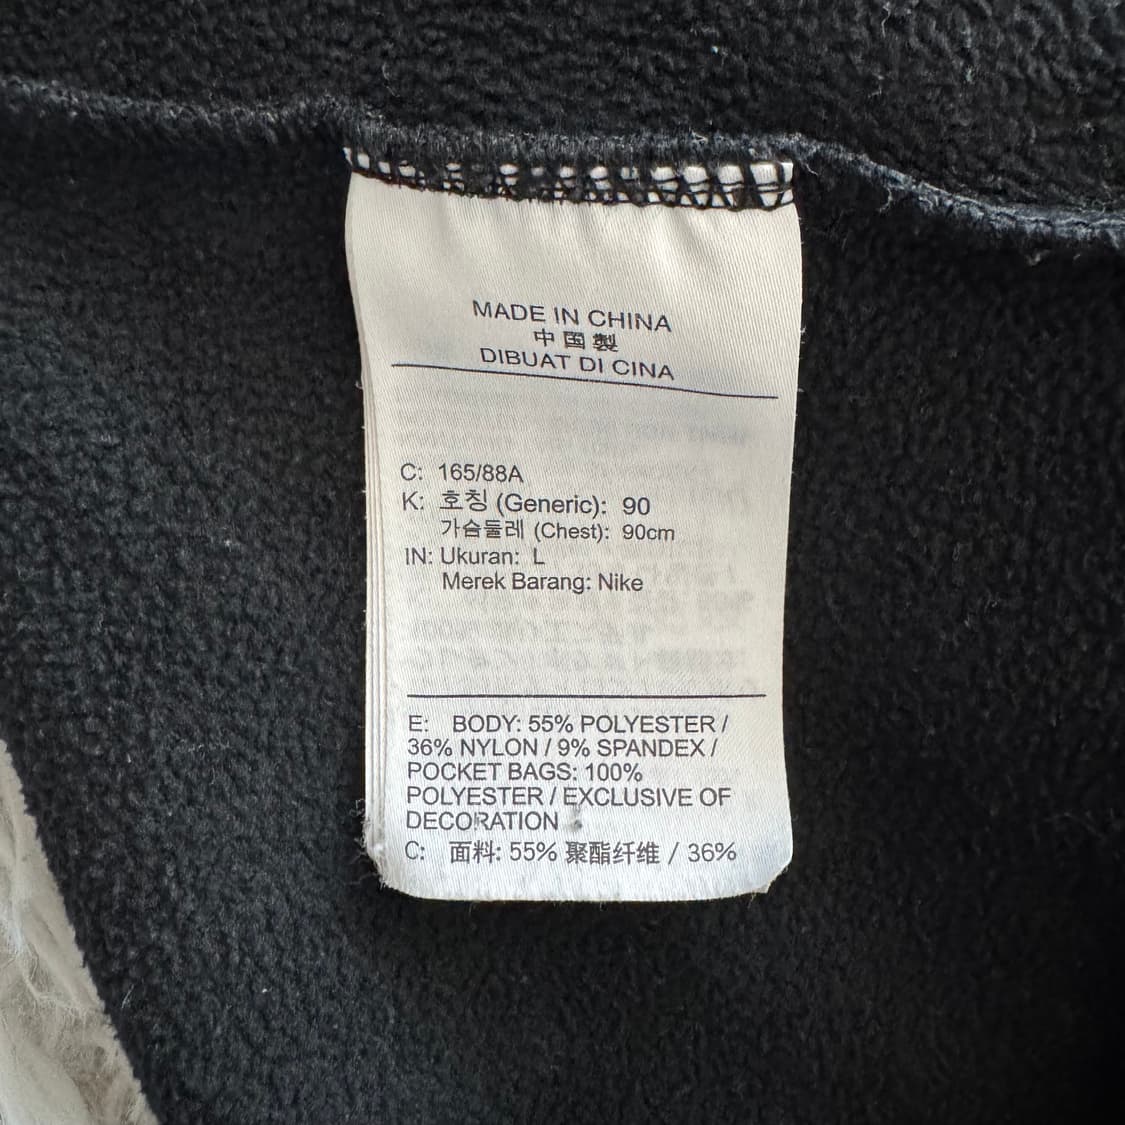 MADE IN CHINA
中国製
DIBUAT DI CINA
C: 165/88A
K: 호칭 (Generic): 90
가슴둘레 (Chest): 90cm
IN: Ukuran: L
Merek Barang: Nike
E: BODY: 55% POLYESTER /
36% NYLON / 9% SPANDEX /
POCKET BAGS: 100%
POLYESTER / EXCLUSIVE OF
DECORATION
C: 面料: 55% 聚酯纤维 / 36%